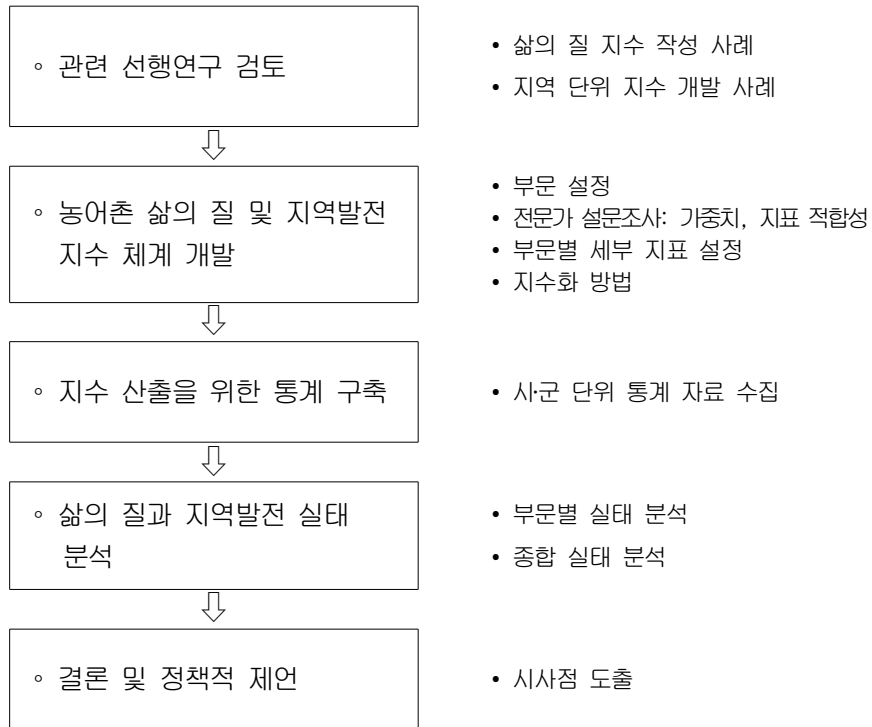 ◦ 관련 선행연구 검토
• 삶의 질 지수 작성 사례
• 지역 단위 지수 개발 사례
◦ 농어촌 삶의 질 및 지역발전
지수 체계 개발
• 부문 설정
• 전문가 설문조사: 가중치, 지표 적합성
• 부문별 세부 지표 설정
• 지수화 방법
◦ 지수 산출을 위한 통계 구축
• 시·군 단위 통계 자료 수집
◦ 삶의 질과 지역발전 실태
분석
• 부문별 실태 분석
• 종합 실태 분석
◦ 결론 및 정책적 제언
• 시사점 도출